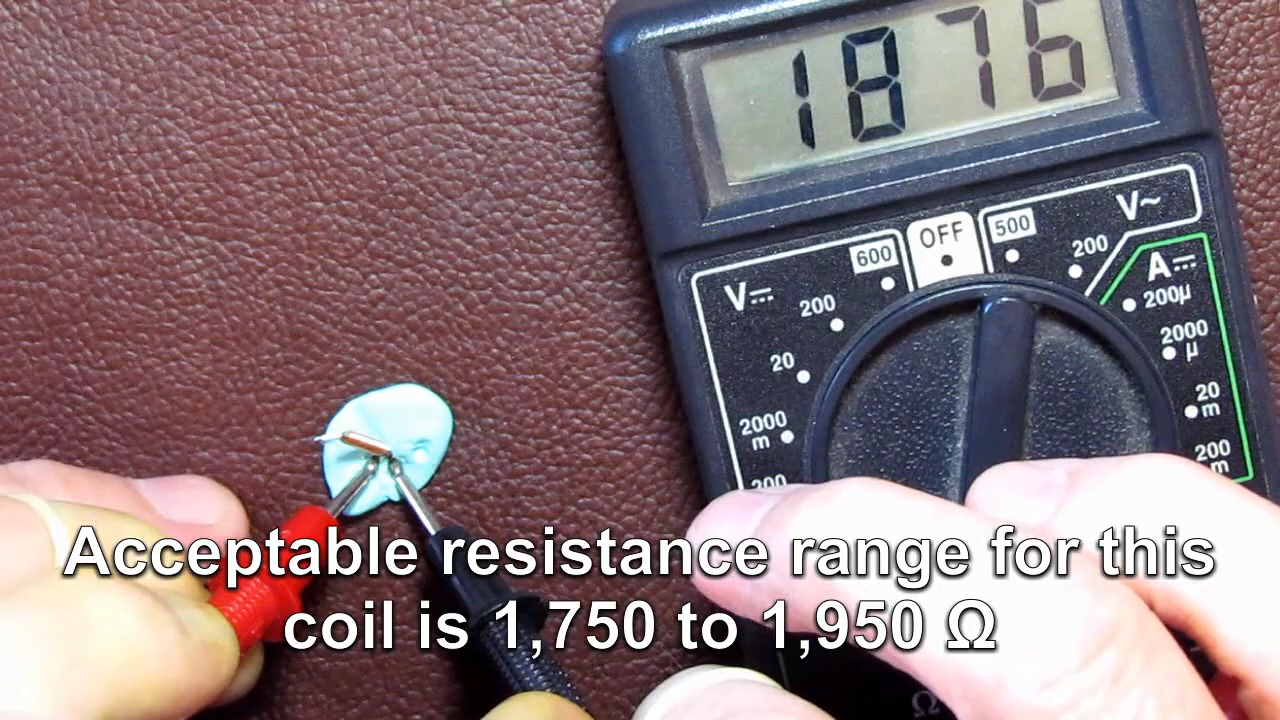 1876
OFF
600
500
V~
200
V⎓
200
A⎓
200µ
20
2000
µ
2000
m
20
m
200
m
200
Acceptable resistance range for this
coil is 1,750 to 1,950 Ω
Ω